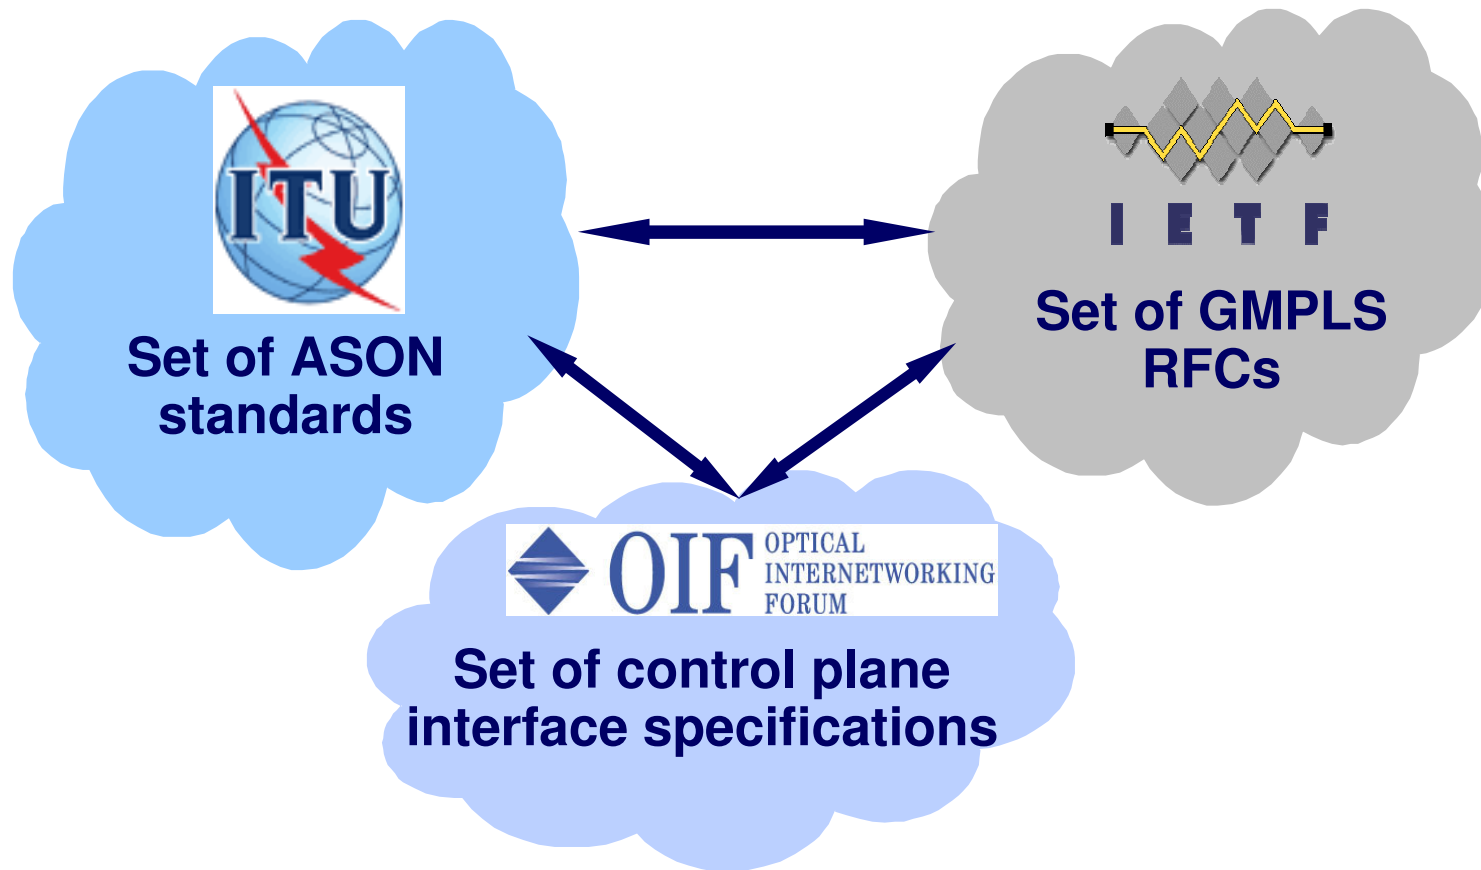 ITU
Set of ASON
standards
I E T F
Set of GMPLS
RFCs
OIF
OPTICAL
INTERNETWORKING
FORUM
Set of control plane
interface specifications